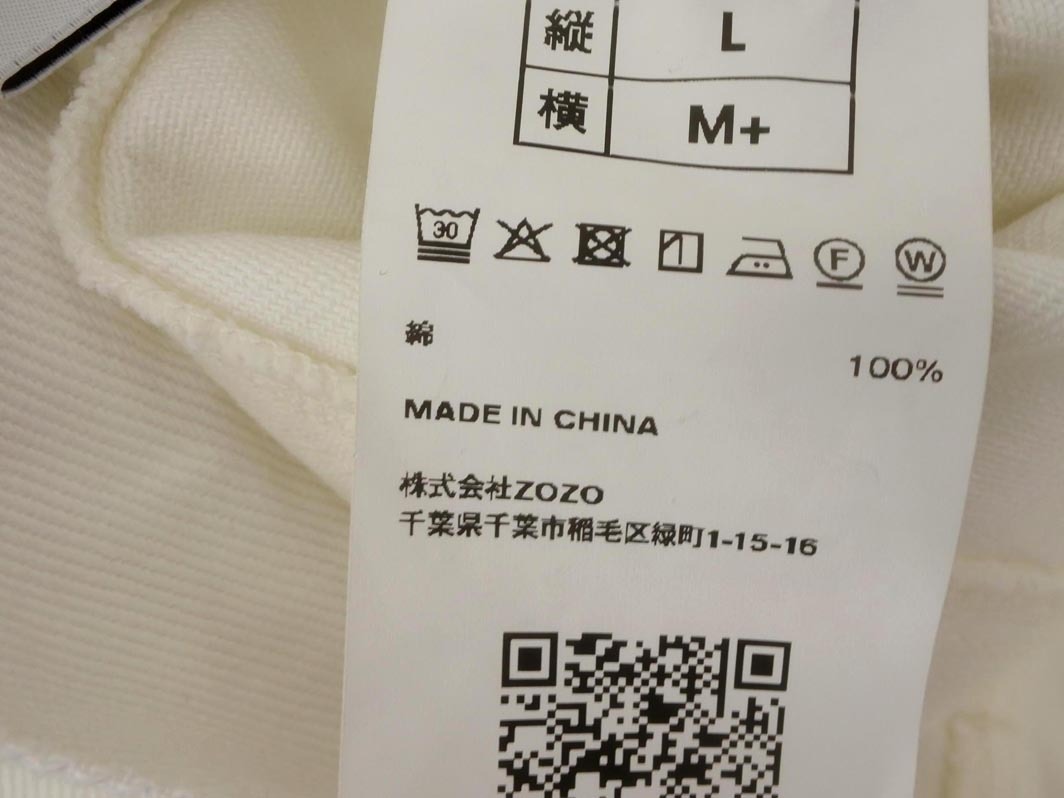 縦 L
横 M+
30 F W
綿 100%
MADE IN CHINA
株式会社ZOZO
千葉県千葉市稲毛区緑町1-15-16